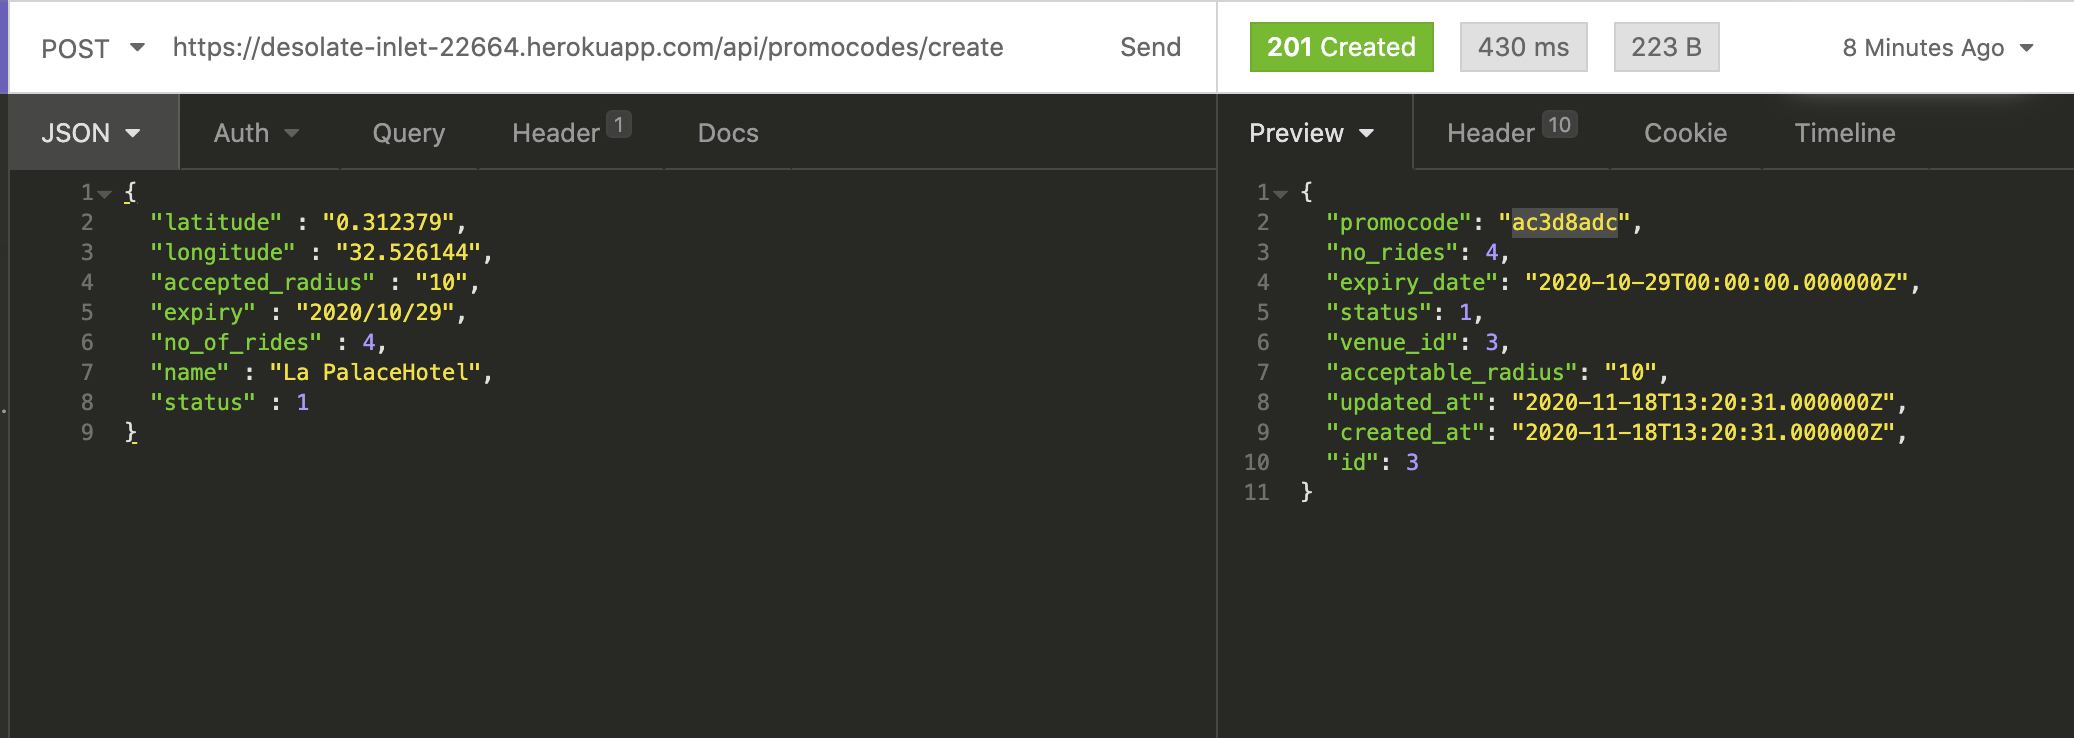 POST https://desolate-inlet-22664.herokuapp.com/api/promocodes/create Send
201 Created 430 ms 223 B 8 Minutes Ago
JSON Auth Query Header 1 Docs
1 {
2 "latitude" : "0.312379",
3 "longitude" : "32.526144",
4 "accepted_radius" : "10",
5 "expiry" : "2020/10/29",
6 "no_of_rides" : 4,
7 "name" : "La PalaceHotel",
8 "status" : 1
9 }
Preview Header 10 Cookie Timeline
1 {
2 "promocode": "ac3d8adc",
3 "no_rides": 4,
4 "expiry_date": "2020-10-29T00:00:00.000000Z",
5 "status": 1,
6 "venue_id": 3,
7 "acceptable_radius": "10",
8 "updated_at": "2020-11-18T13:20:31.000000Z",
9 "created_at": "2020-11-18T13:20:31.000000Z",
10 "id": 3
11 }